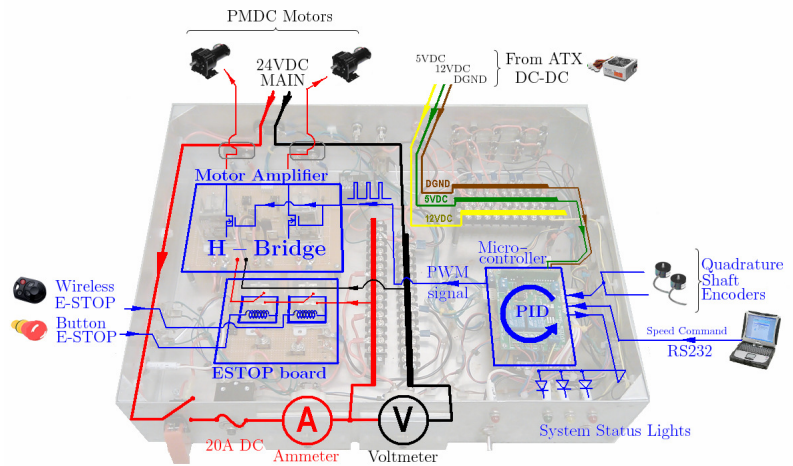 PMDC Motors
24VDC
MAIN
5VDC
12VDC
DGND
From ATX
DC-DC
Motor Amplifier
H - Bridge
DGND
5VDC
12VDC
Micro-
controller
PWM
signal
PID
Quadrature
Shaft
Encoders
Wireless
E-STOP
Button
E-STOP
Speed Command
RS232
ESTOP board
20A DC
A
Ammeter
V
Voltmeter
System Status Lights